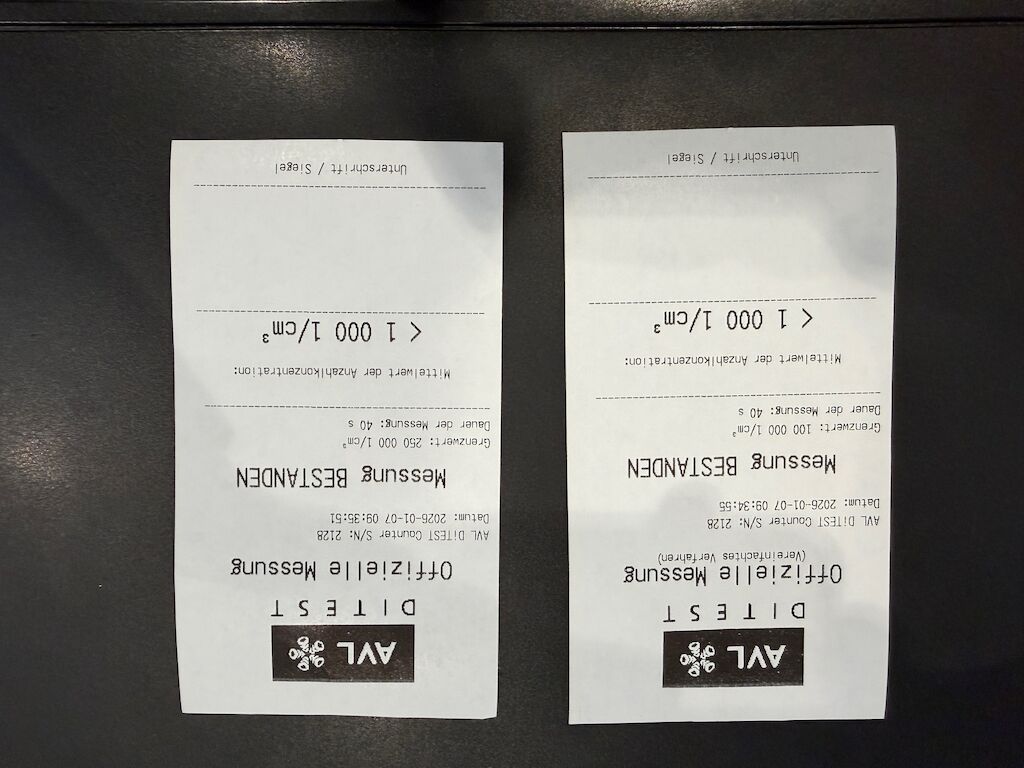 AVL
DITEST
Offizielle Messung
(Vereinfachtes Verfahren)
AVL DiTEST Counter S/N: 2128
Datum: 2026-01-07 09:34:55
Messung BESTANDEN
Grenzwert: 100 000 1/cm³
Dauer der Messung: 40 s
Mittelwert der Anzahlkonzentration:
< 1 000 1/cm³
Unterschrift / Siegel
AVL
DITEST
Offizielle Messung
AVL DiTEST Counter S/N: 2128
Datum: 2026-01-07 09:35:51
Messung BESTANDEN
Grenzwert: 250 000 1/cm³
Dauer der Messung: 40 s
Mittelwert der Anzahlkonzentration:
< 1 000 1/cm³
Unterschrift / Siegel